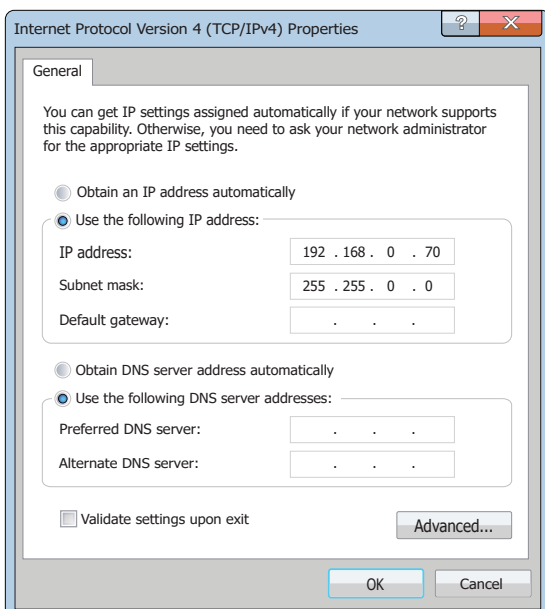 Internet Protocol Version 4 (TCP/IPv4) Properties
?
General
You can get IP settings assigned automatically if your network supports
this capability. Otherwise, you need to ask your network administrator
for the appropriate IP settings.
Obtain an IP address automatically
Use the following IP address:
IP address: 192 . 168 . 0 . 70
Subnet mask: 255 . 255 . 0 . 0
Default gateway: . . .
Obtain DNS server address automatically
Use the following DNS server addresses:
Preferred DNS server: . . .
Alternate DNS server: . . .
Validate settings upon exit
Advanced...
OK Cancel